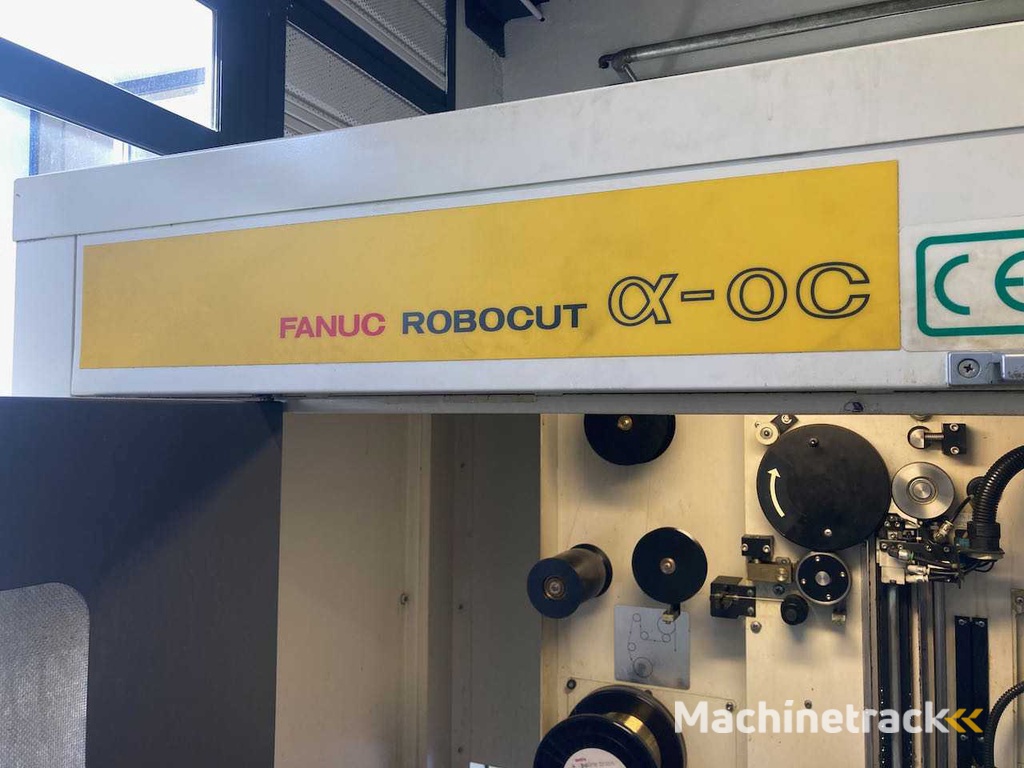 FANUC ROBOCUT α-0C
CE
Machinetrack